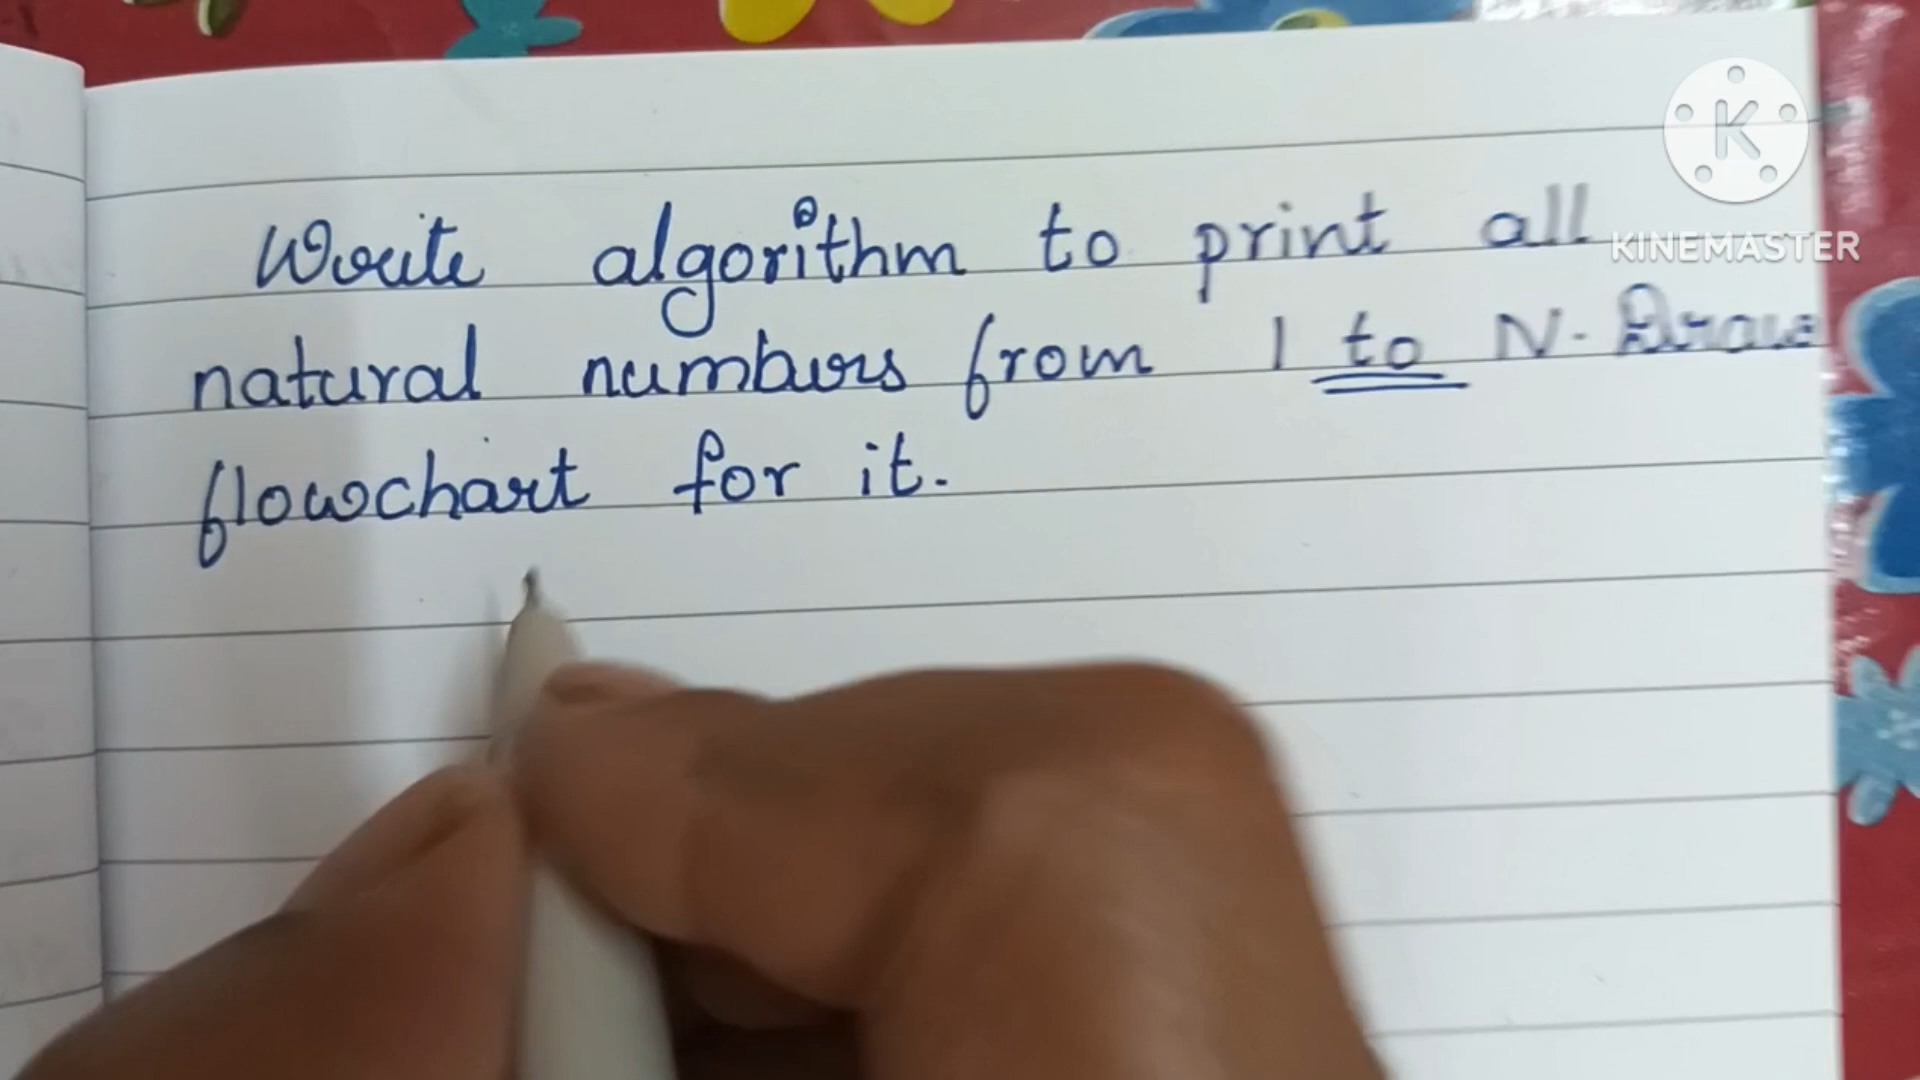 K
KINEMASTER
Write algorithm to print all
natural numbers from 1 to N. Draw
flowchart for it.